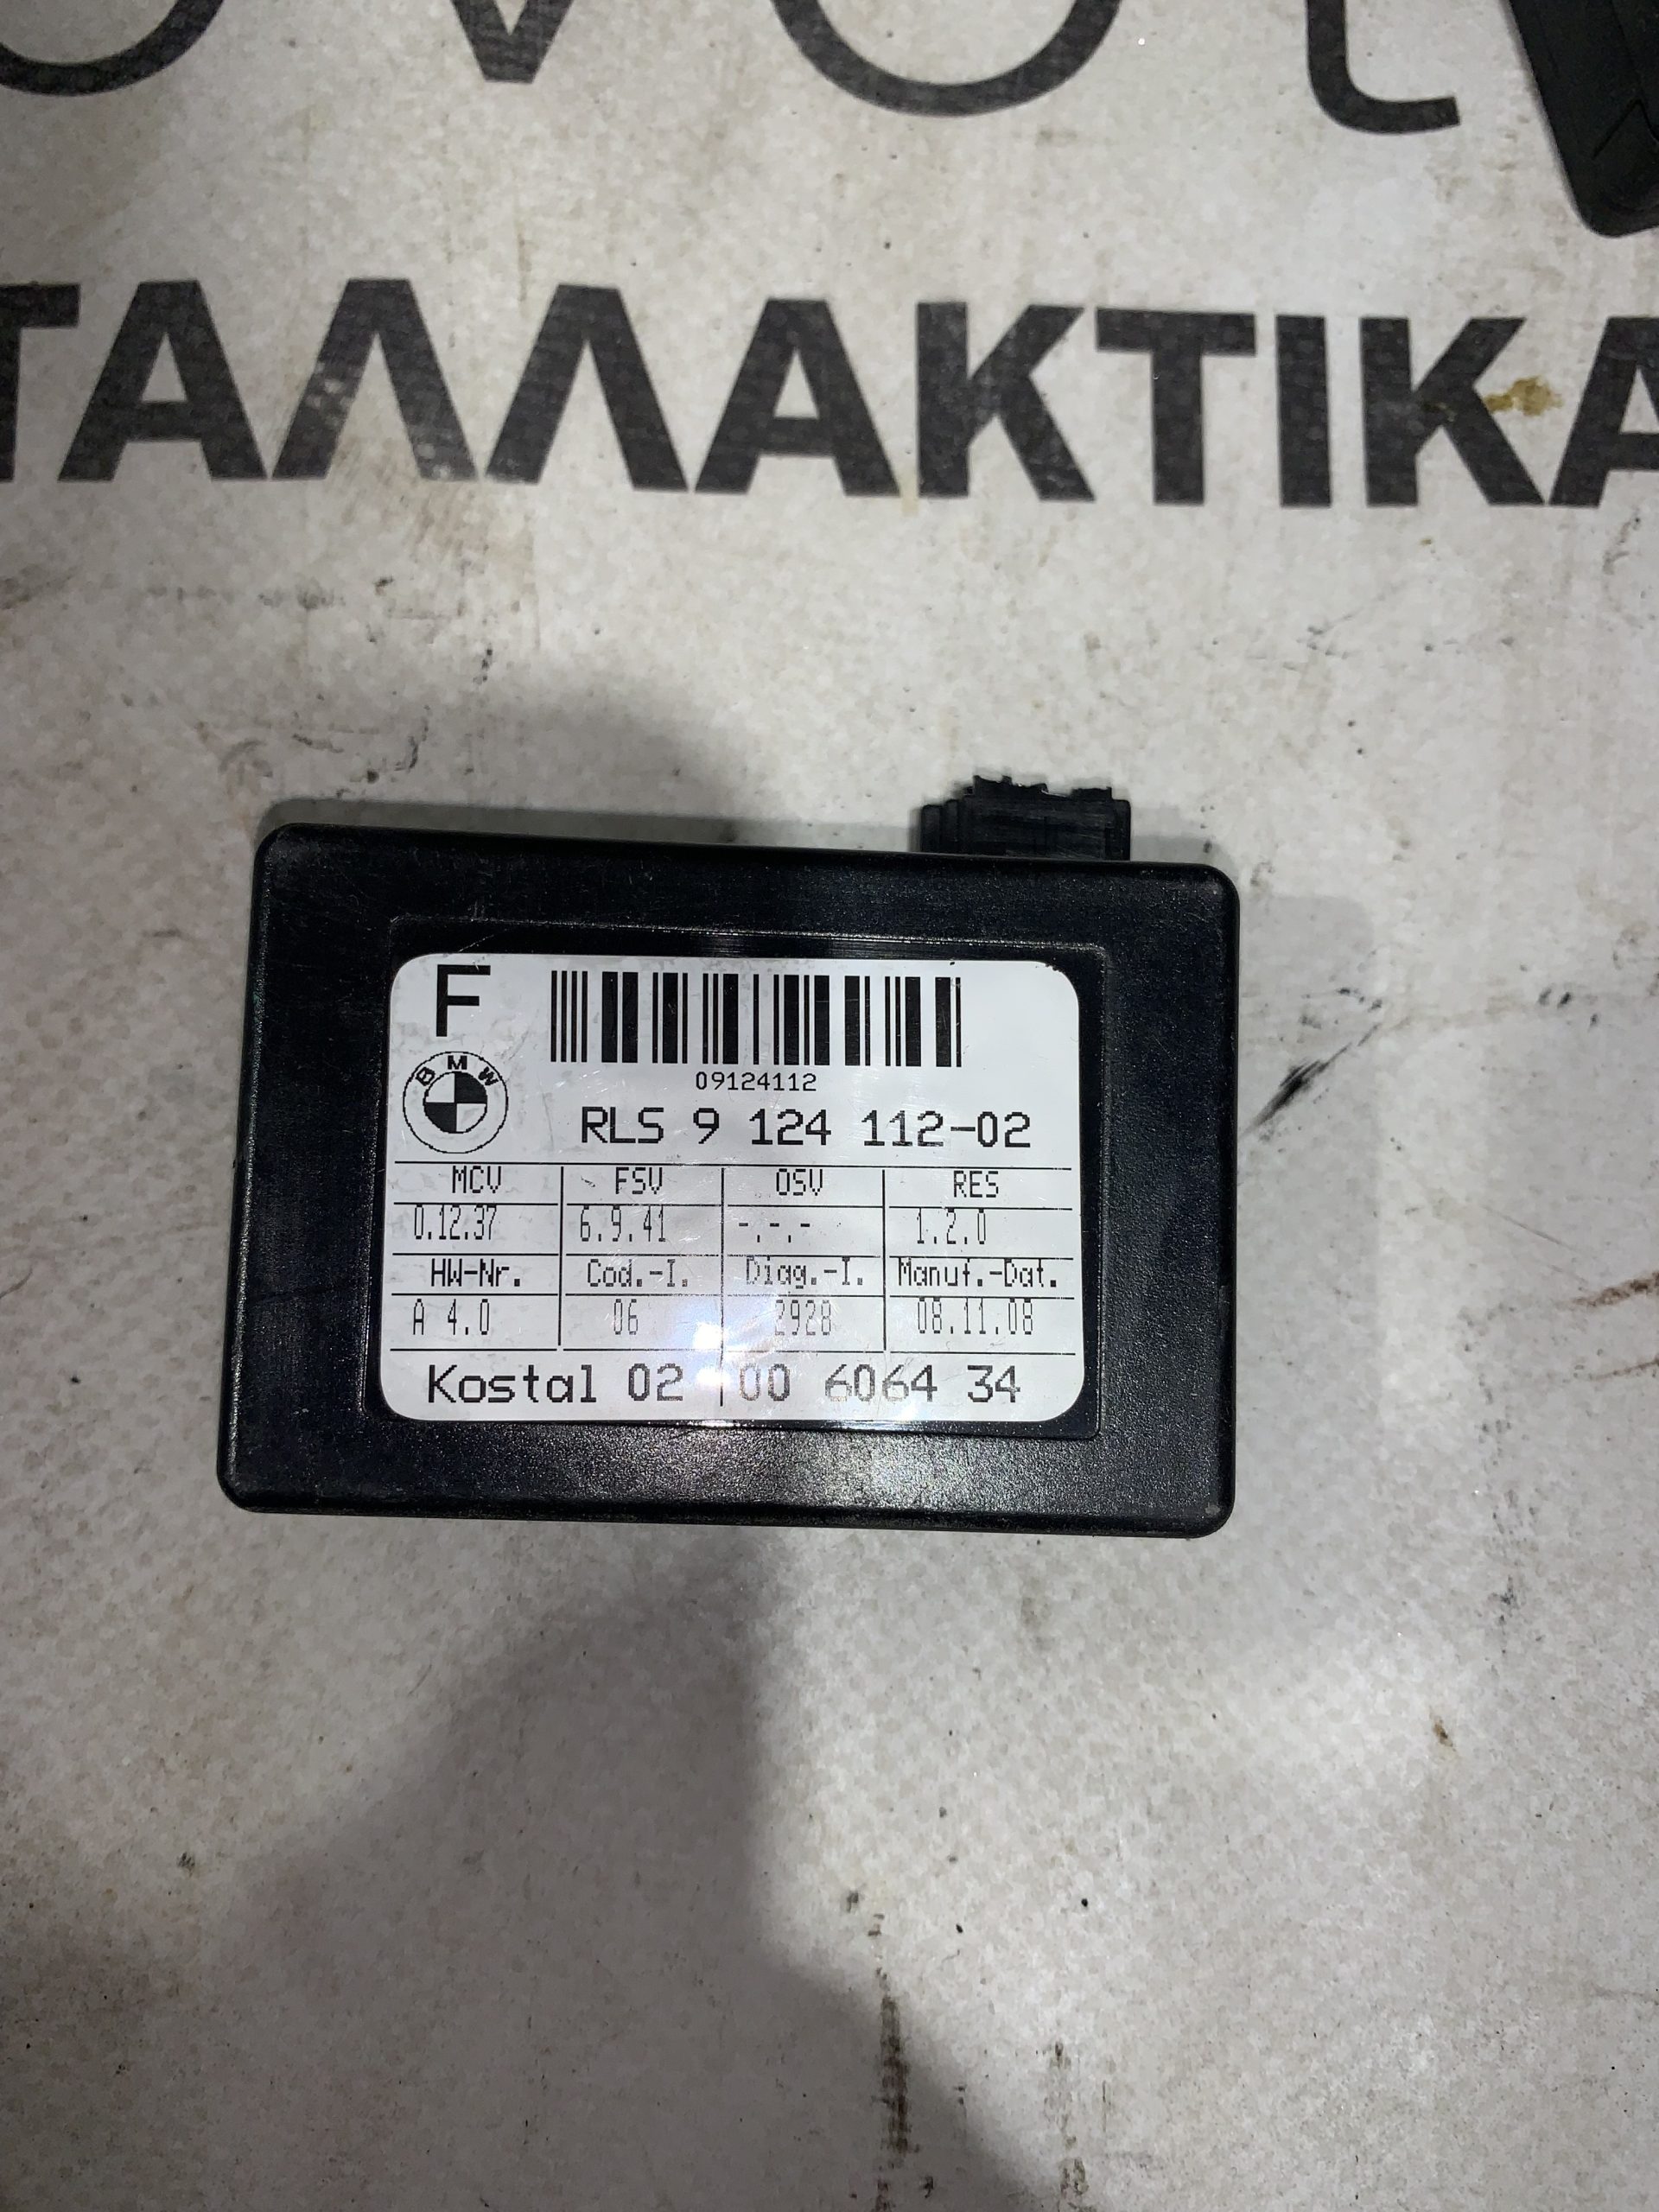 ΤΑΛΛΑΚΤΙΚΑ
F
BMW
09124112
RLS 9 124 112-02
MCV FSV OSV RES
0.12.37 6.9.41 -.-.- 1.2.0
HW-Nr. Cod.-I. Diag.-I. Manuf.-Dat.
A 4.0 06 2928 08.11.08
Kostal 02 00 6064 34